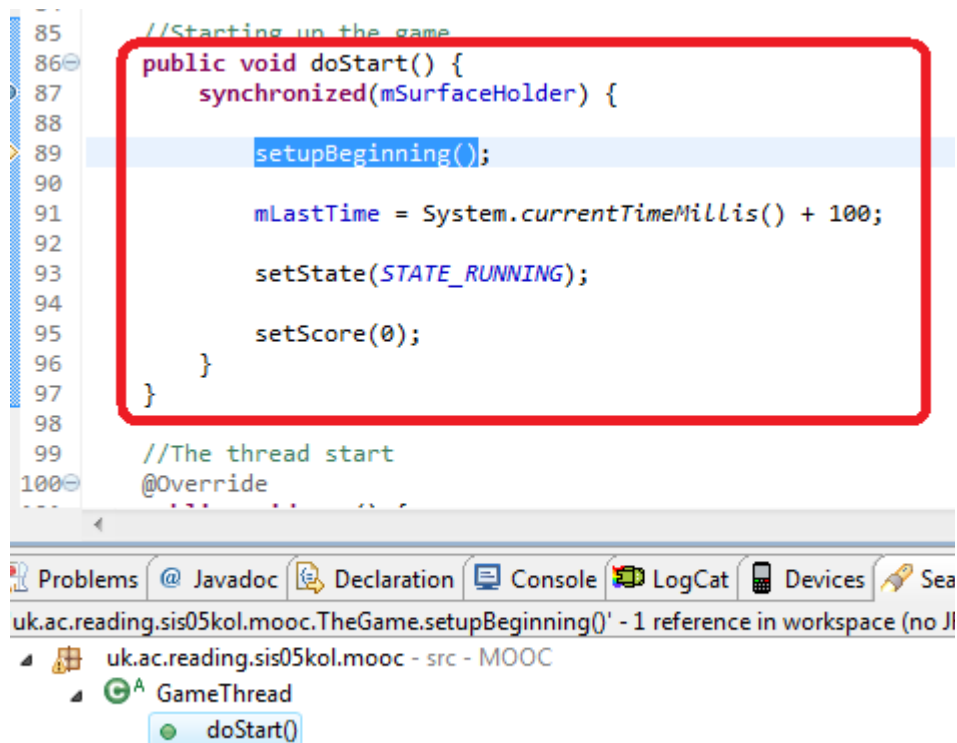 85 //Starting up the game
86 public void doStart() {
87 synchronized(mSurfaceHolder) {
88
89 setupBeginning();
90
91 mLastTime = System.currentTimeMillis() + 100;
92
93 setState(STATE_RUNNING);
94
95 setScore(0);
96 }
97 }
98
99 //The thread start
100 @Override
Problems @ Javadoc Declaration Console LogCat Devices Sea
uk.ac.reading.sis05kol.mooc.TheGame.setupBeginning()' - 1 reference in workspace (no J
uk.ac.reading.sis05kol.mooc - src - MOOC
C A GameThread
doStart()